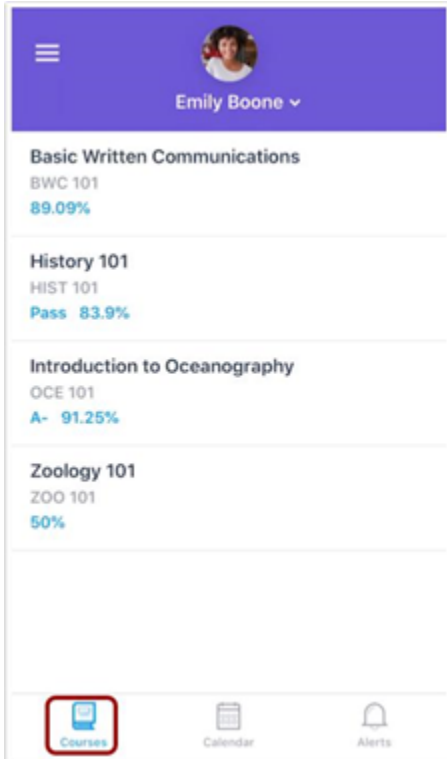 Emily Boone
Basic Written Communications
BWC 101
89.09%
History 101
HIST 101
Pass 83.9%
Introduction to Oceanography
OCE 101
A- 91.25%
Zoology 101
ZOO 101
50%
Courses Calendar Alerts